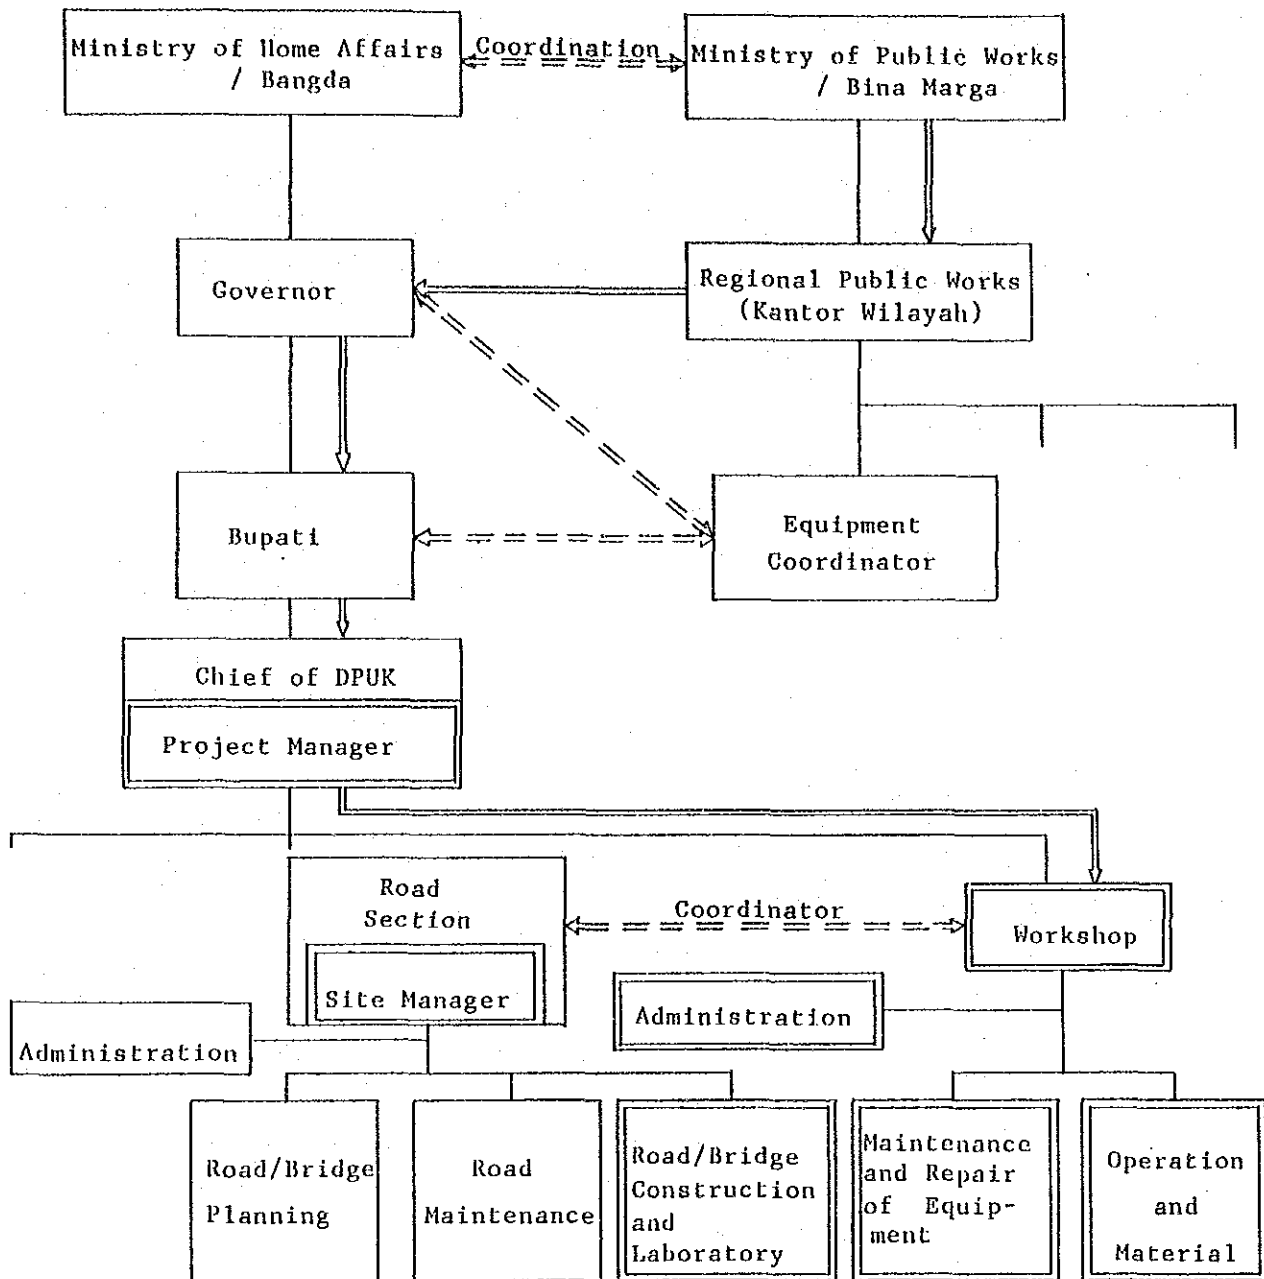 Ministry of Home Affairs
/ Bangda
Coordination
Ministry of Public Works
/ Bina Marga
Governor
Regional Public Works
(Kantor Wilayah)
Bupati
Equipment
Coordinator
Chief of DPUK
Project Manager
Road
Section
Site Manager
Coordinator
Workshop
Administration
Administration
Road/Bridge
Planning
Road
Maintenance
Road/Bridge
Construction
and
Laboratory
Maintenance
and Repair
of Equip-
ment
Operation
and
Material